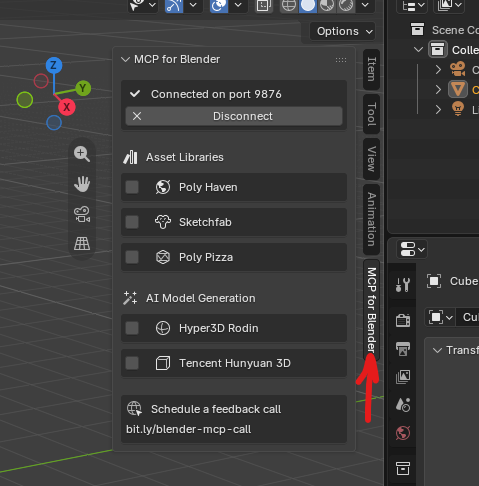 Options
MCP for Blender
Connected on port 9876
Disconnect
Asset Libraries
Poly Haven
Sketchfab
Poly Pizza
AI Model Generation
Hyper3D Rodin
Tencent Hunyuan 3D
Schedule a feedback call
bit.ly/blender-mcp-call
Z
Y
X
Item
Tool
View
Animation
MCP for Blender
Scene Co
Colle
C
C
Li
Cube
Cu
Transf